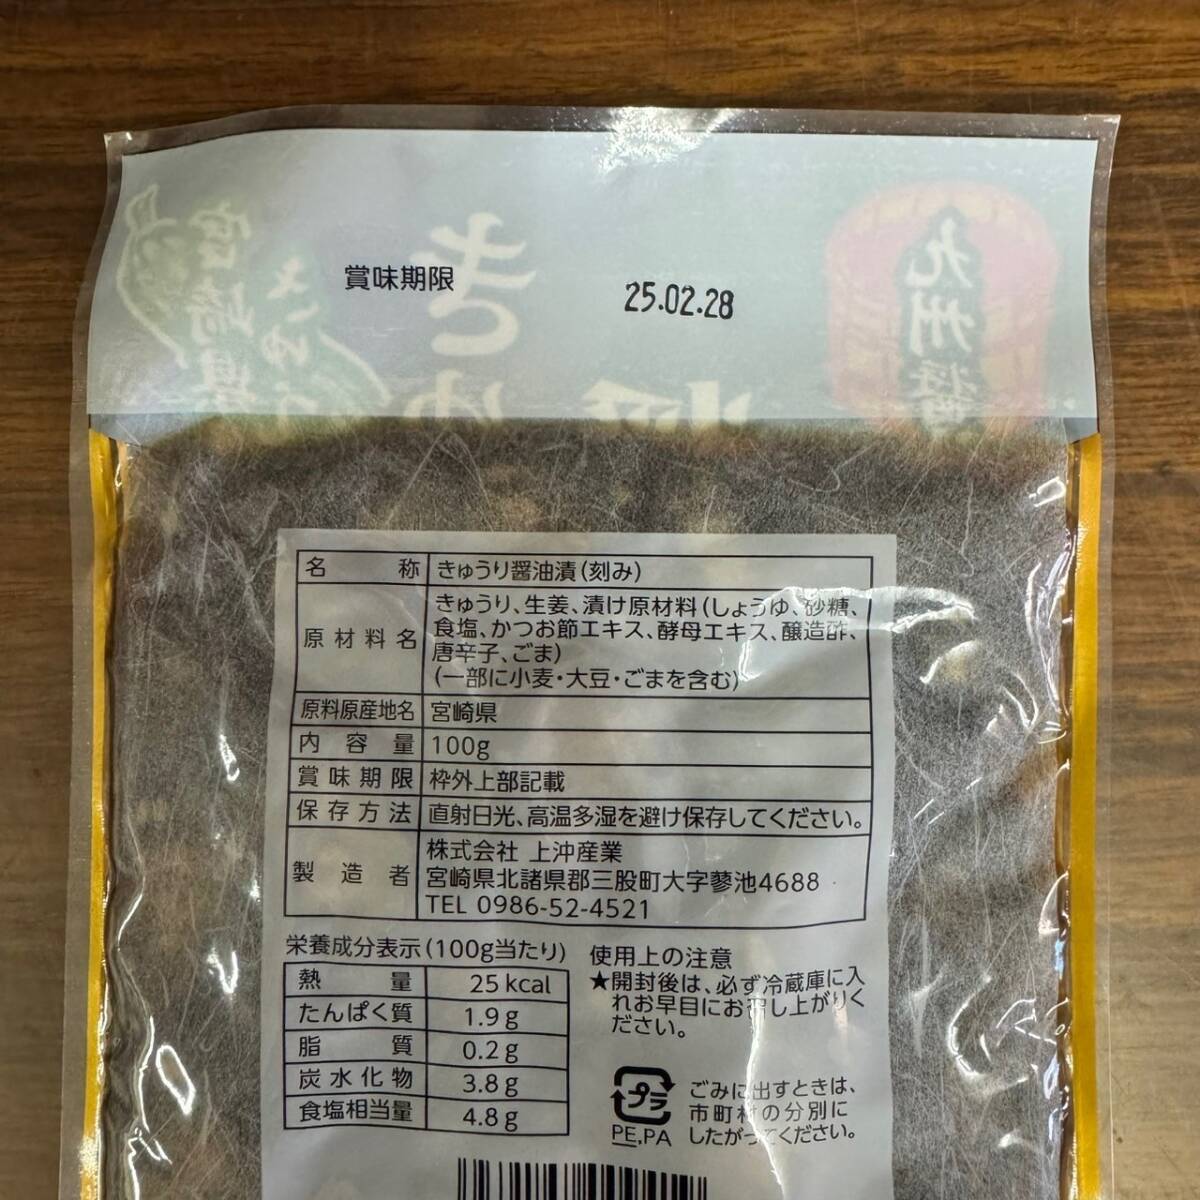 賞味期限 25.02.28
名称 きゅうり醤油漬(刻み)
原材料名 きゅうり、生姜、漬け原材料(しょうゆ、砂糖、
食塩、かつお節エキス、酵母エキス、醸造酢、
唐辛子、ごま)
(一部に小麦・大豆・ごまを含む)
原料原産地名 宮崎県
内容量 100g
賞味期限 枠外上部記載
保存方法 直射日光、高温多湿を避け保存してください。
製造者 株式会社 上沖産業
宮崎県北諸県郡三股町大字蓼池4688
TEL 0986-52-4521
栄養成分表示(100g当たり)
熱量 25kcal
たんぱく質 1.9g
脂質 0.2g
炭水化物 3.8g
食塩相当量 4.8g
使用上の注意
★開封後は、必ず冷蔵庫に入
れお早目にお召し上がりく
ださい。
プラ
PE,PA
ごみに出すときは、
市町村の分別に
したがってください。
九州醤
きゅ
宮崎県
きゅう